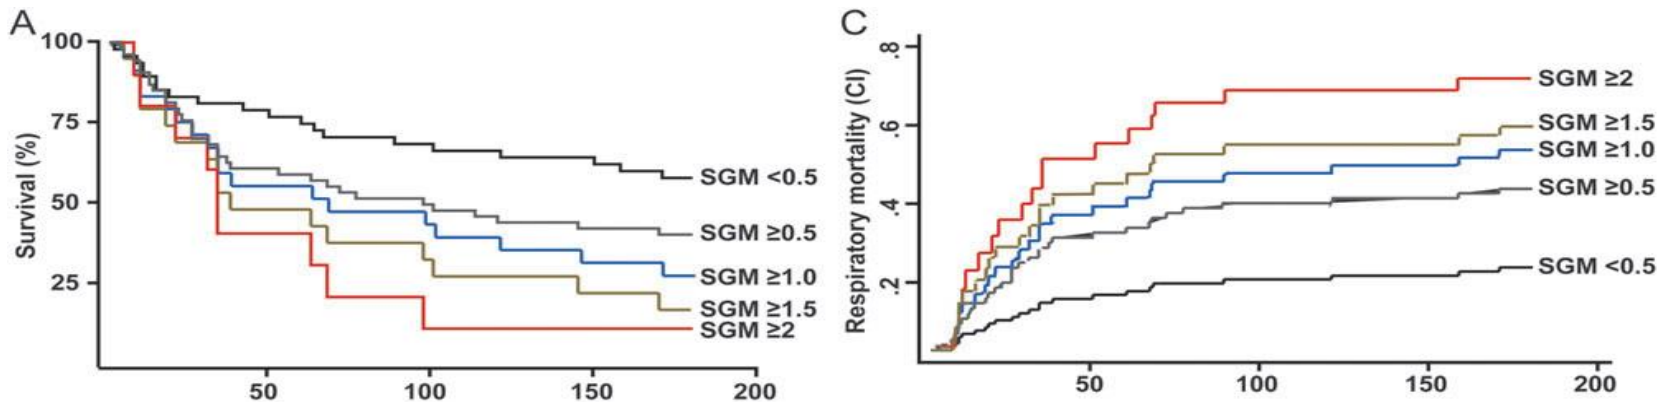 A
100
75
50
25
Survival (%)
SGM <0.5
SGM ≥0.5
SGM ≥1.0
SGM ≥1.5
SGM ≥2
50 100 150 200
C
.8
.6
.4
.2
Respiratory mortality (CI)
SGM ≥2
SGM ≥1.5
SGM ≥1.0
SGM ≥0.5
SGM <0.5
50 100 150 200